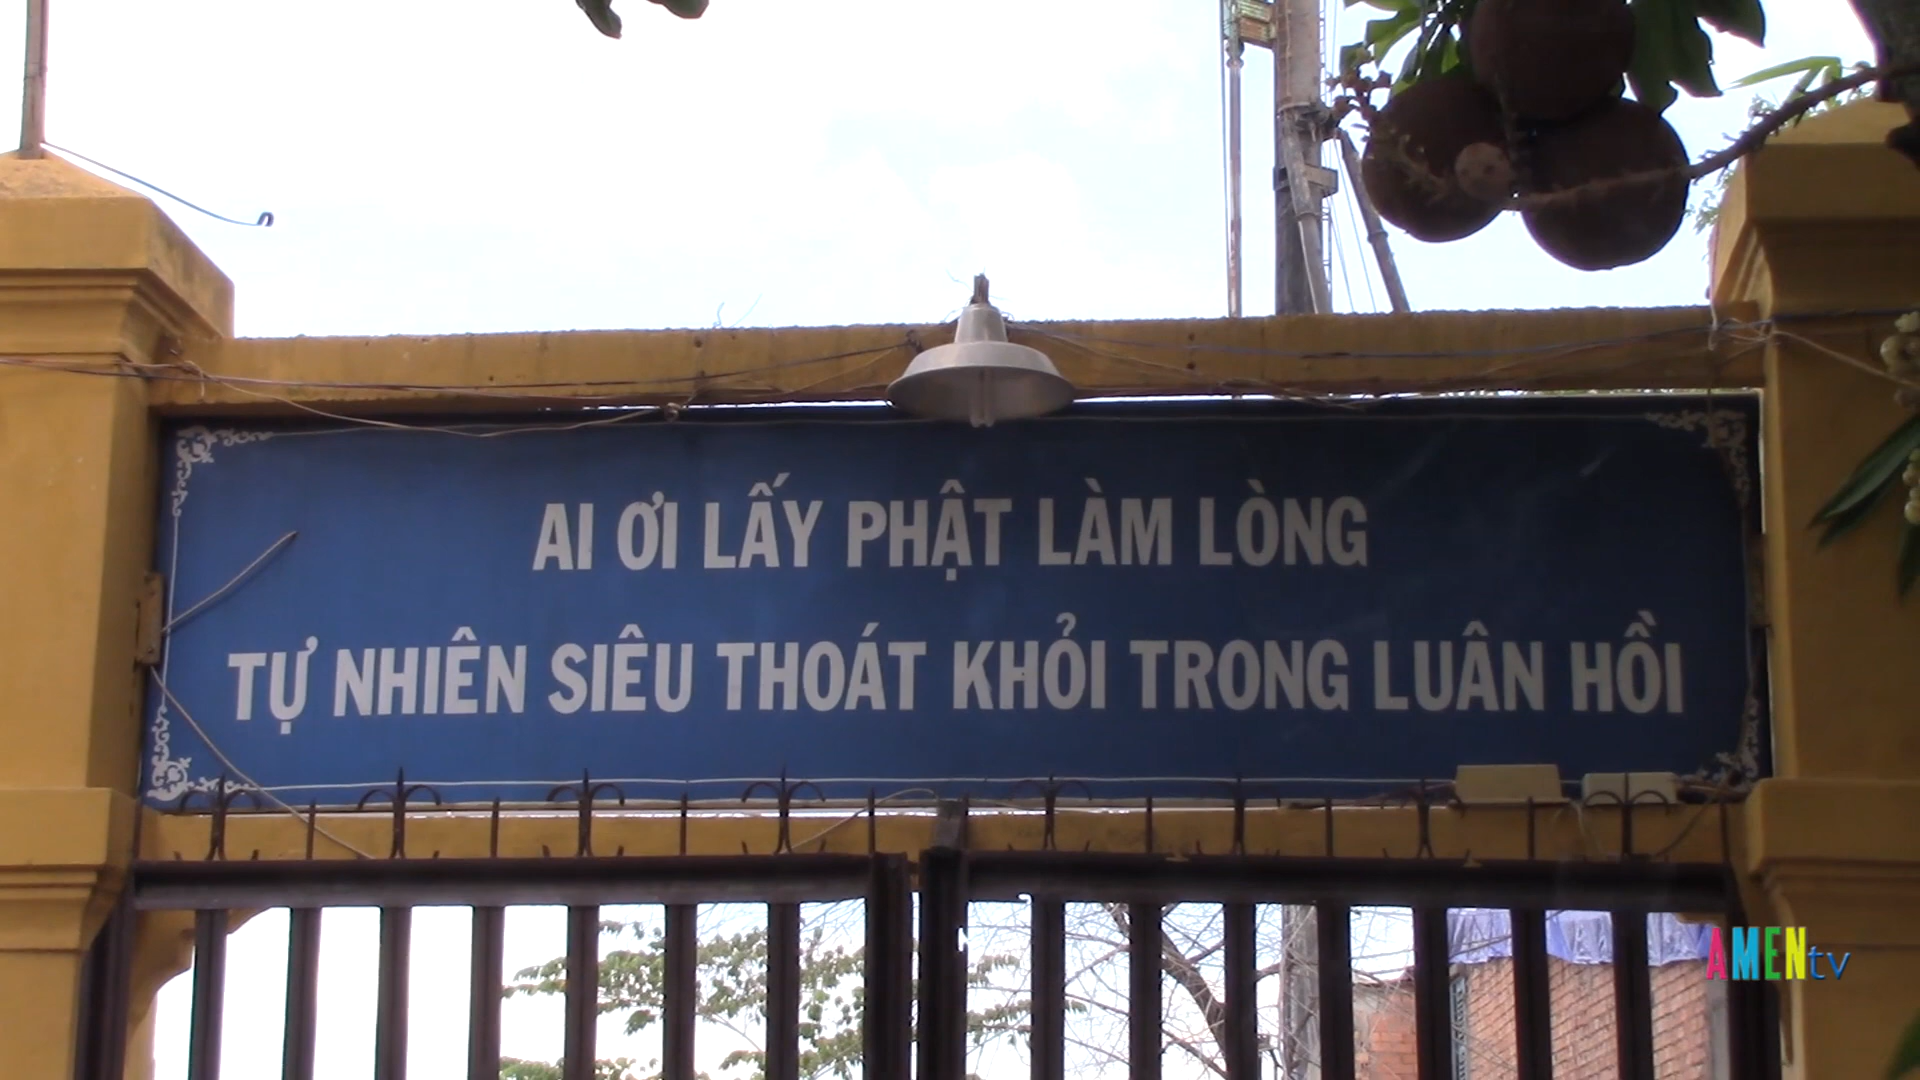 AI ƠI LẤY PHẬT LÀM LÒNG
TỰ NHIÊN SIÊU THOÁT KHỎI TRONG LUÂN HỒI
AMENtv